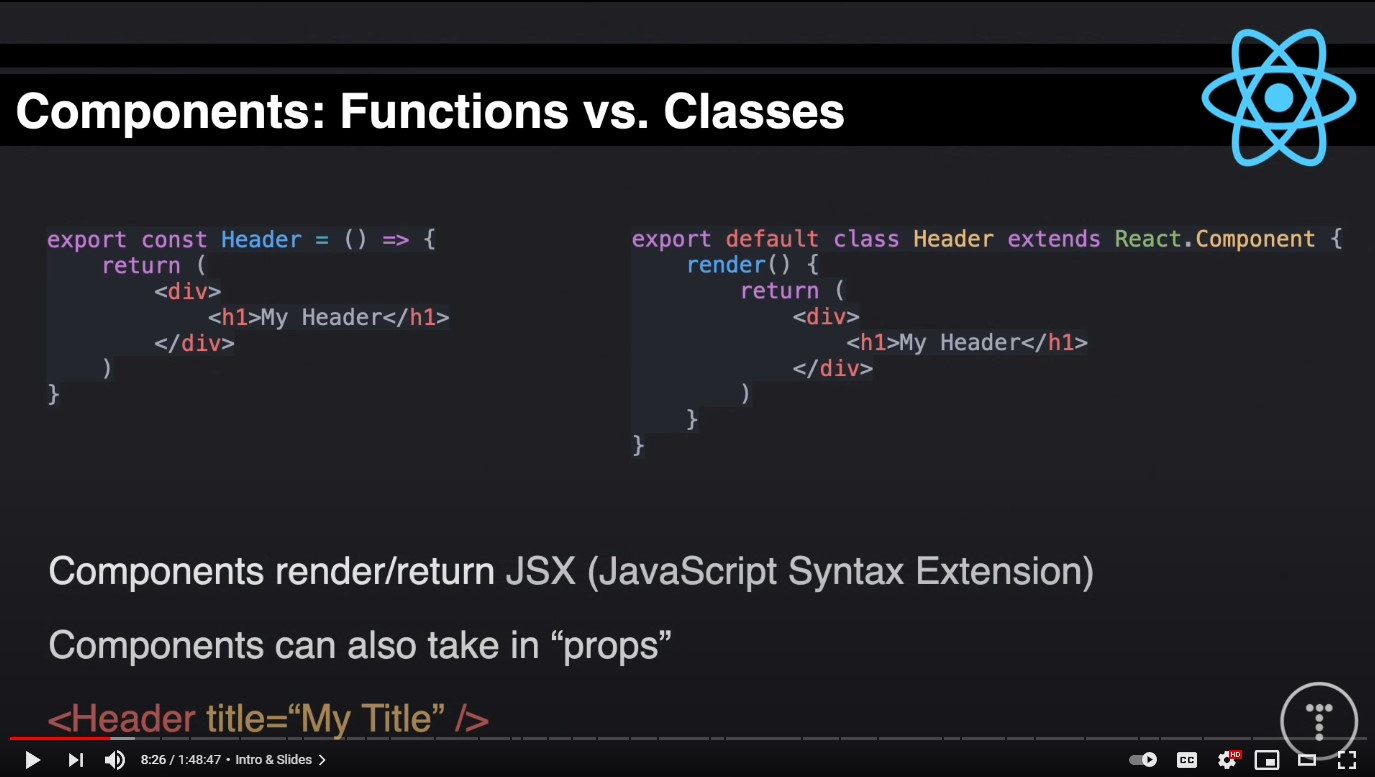 Components: Functions vs. Classes
export const Header = () => {
return (
<div>
<h1>My Header</h1>
</div>
)
}
export default class Header extends React.Component {
render() {
return (
<div>
<h1>My Header</h1>
</div>
)
}
}
Components render/return JSX (JavaScript Syntax Extension)
Components can also take in “props”
<Header title=“My Title” />
8:26 / 1:48:47 • Intro & Slides >
CC
HD